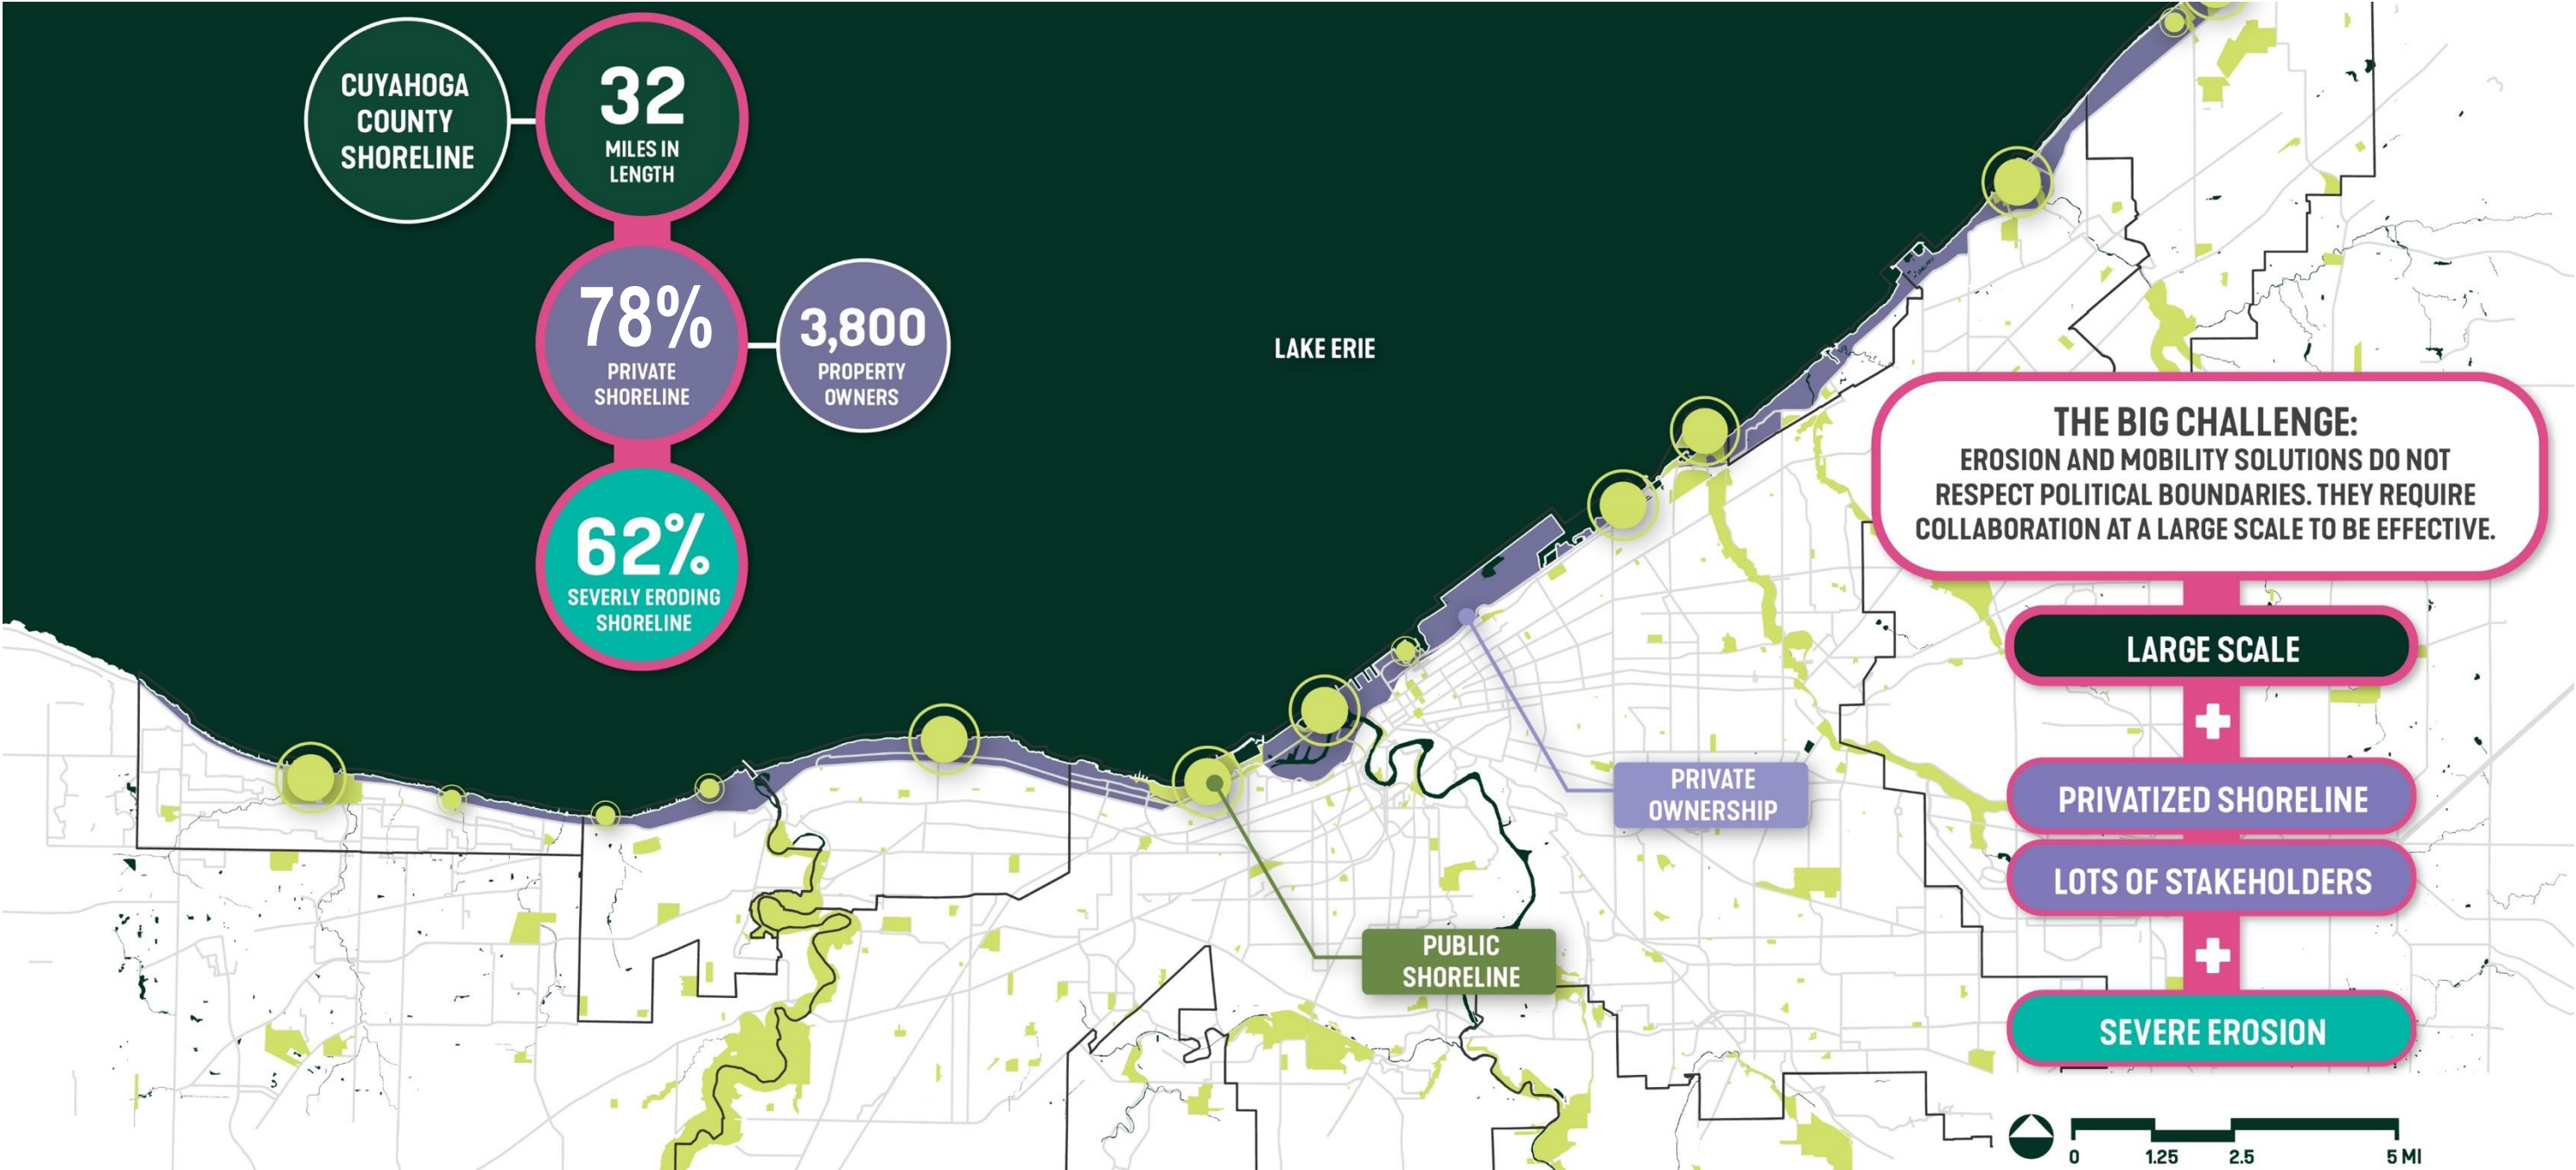 CUYAHOGA
COUNTY
SHORELINE
32
MILES IN
LENGTH
78%
PRIVATE
SHORELINE
3,800
PROPERTY
OWNERS
62%
SEVERLY ERODING
SHORELINE
LAKE ERIE
THE BIG CHALLENGE:
EROSION AND MOBILITY SOLUTIONS DO NOT
RESPECT POLITICAL BOUNDARIES. THEY REQUIRE
COLLABORATION AT A LARGE SCALE TO BE EFFECTIVE.
LARGE SCALE
+
PRIVATIZED SHORELINE
LOTS OF STAKEHOLDERS
+
SEVERE EROSION
PRIVATE
OWNERSHIP
PUBLIC
SHORELINE
0 1.25 2.5 5 MI